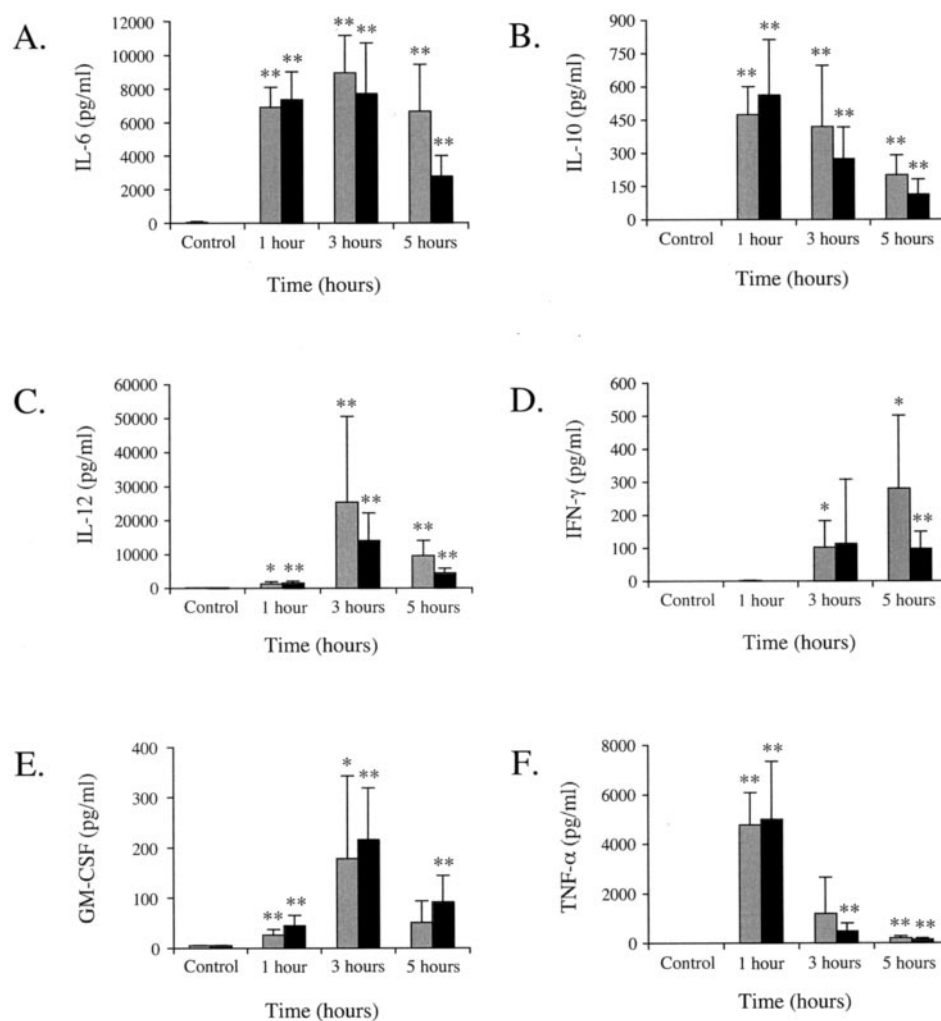 A.
IL-6 (pg/ml)
12000
10000
8000
6000
4000
2000
0
** ** ** ** ** **
Control 1 hour 3 hours 5 hours
Time (hours)
B.
IL-10 (pg/ml)
900
750
600
450
300
150
0
** ** ** ** ** **
Control 1 hour 3 hours 5 hours
Time (hours)
C.
IL-12 (pg/ml)
60000
50000
40000
30000
20000
10000
0
* ** ** ** ** **
Control 1 hour 3 hours 5 hours
Time (hours)
D.
IFN-γ (pg/ml)
600
500
400
300
200
100
0
* * **
Control 1 hour 3 hours 5 hours
Time (hours)
E.
GM-CSF (pg/ml)
400
300
200
100
0
** ** * ** **
Control 1 hour 3 hours 5 hours
Time (hours)
F.
TNF-α (pg/ml)
8000
6000
4000
2000
0
** ** ** ** **
Control 1 hour 3 hours 5 hours
Time (hours)